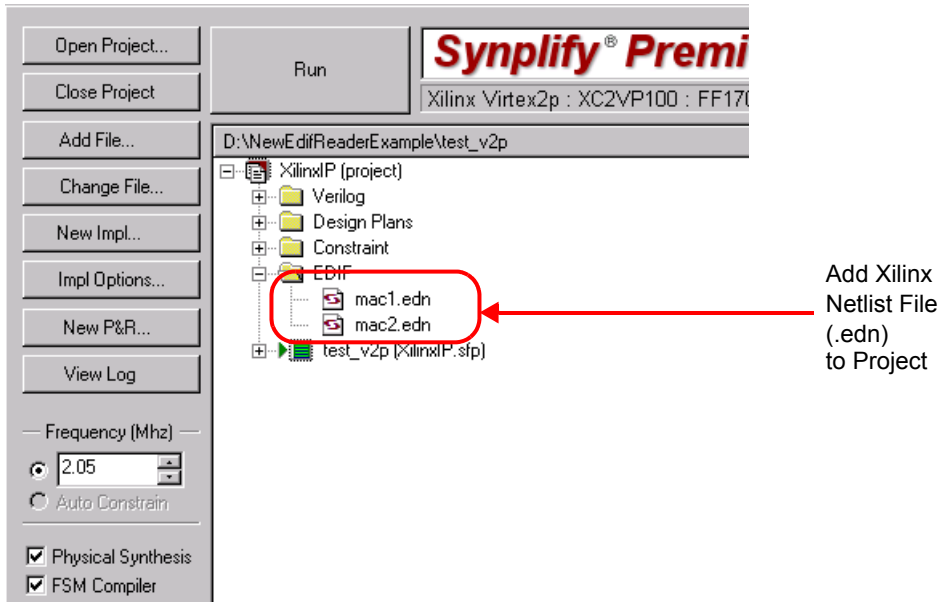 Open Project...
Close Project
Add File...
Change File...
New Impl...
Impl Options...
New P&R...
View Log
Frequency (Mhz)
2.05
Auto Constrain
Physical Synthesis
FSM Compiler
Run
Synplify® Premi
Xilinx Virtex2p : XC2VP100 : FF170
D:\NewEdifReaderExample\test_v2p
XilinxIP (project)
Verilog
Design Plans
Constraint
EDIF
mac1.edn
mac2.edn
test_v2p (XilinxIP.sfp)
Add Xilinx
Netlist File
(.edn)
to Project